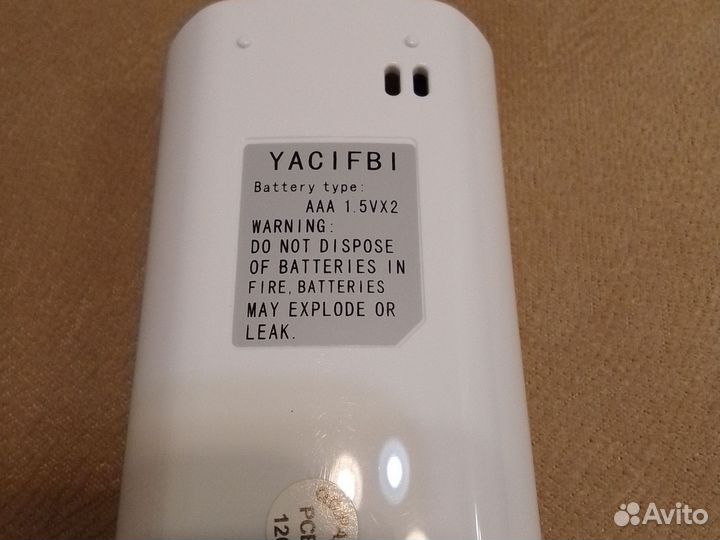 YACIFBI
Battery type:
AAA 1.5VX2
WARNING:
DO NOT DISPOSE
OF BATTERIES IN
FIRE, BATTERIES
MAY EXPLODE OR
LEAK.
Avito